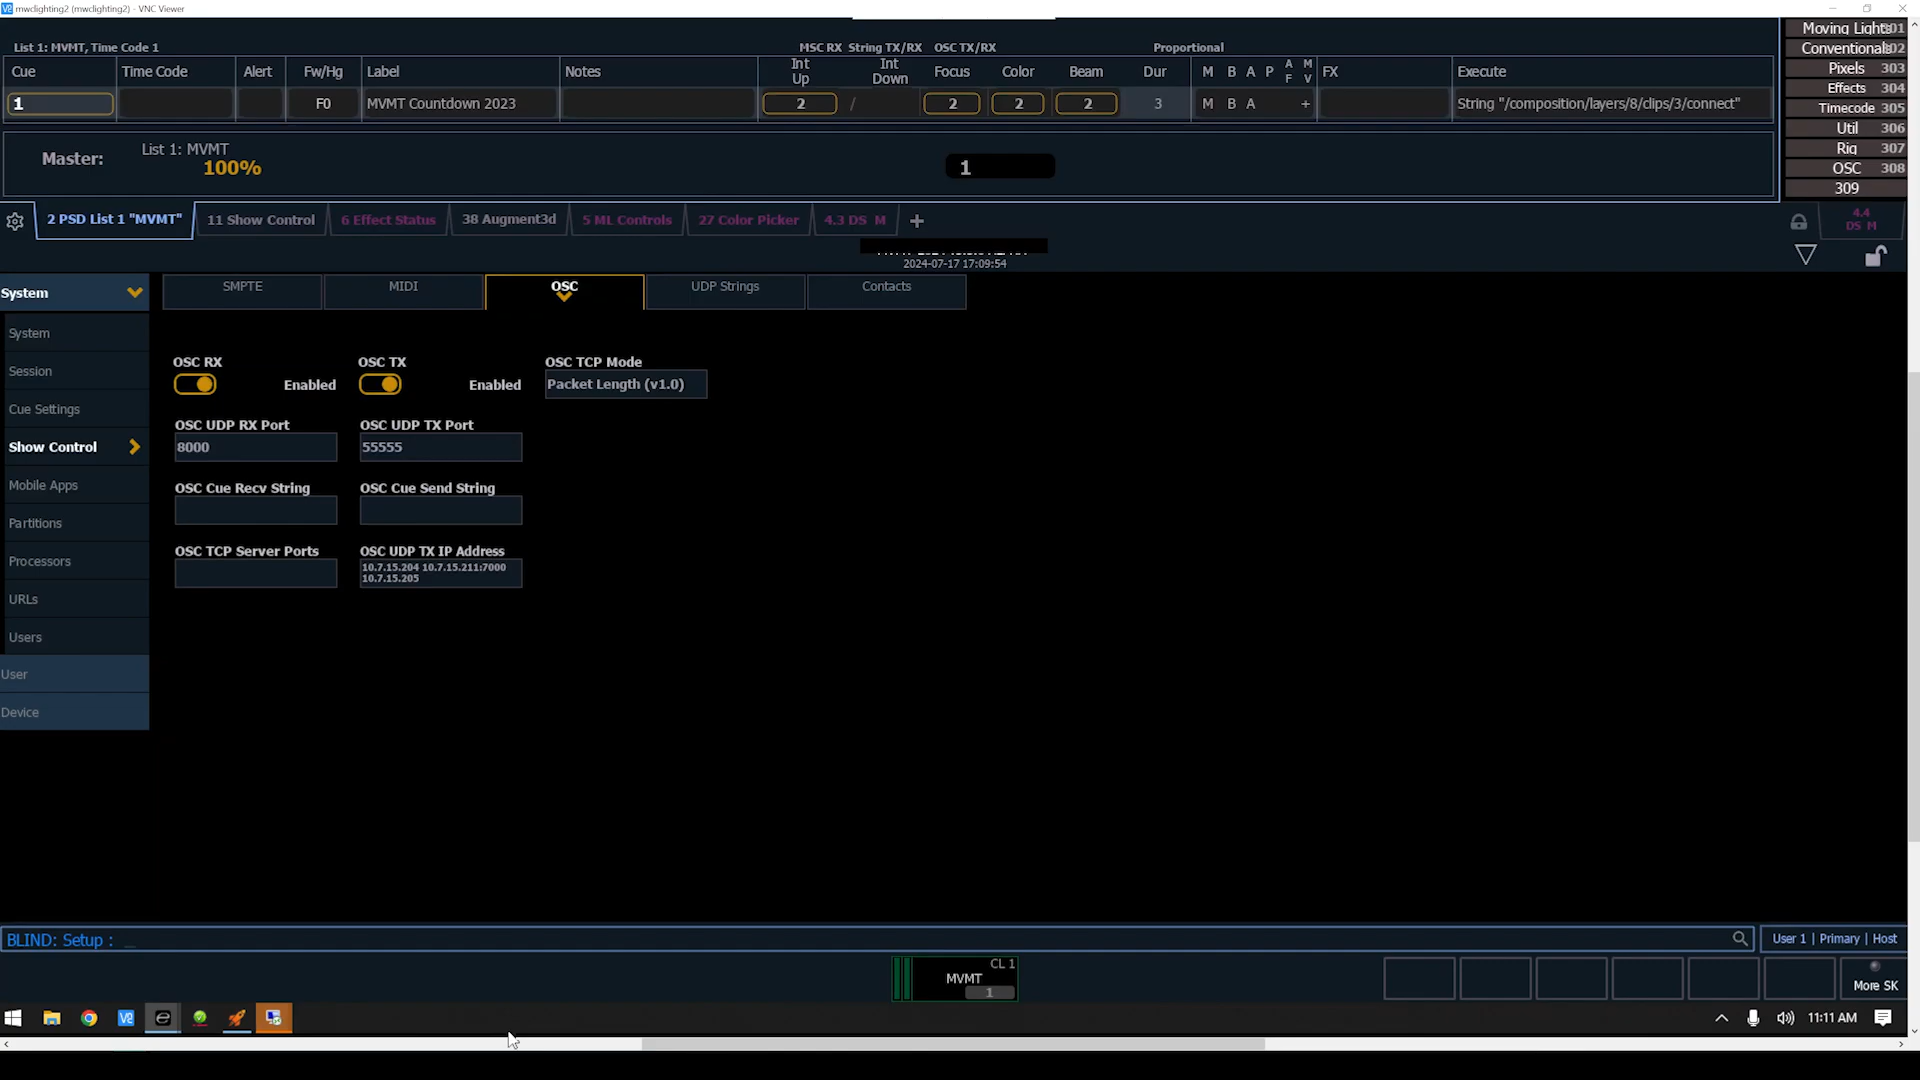 mwclighting2 (mwclighting2) - VNC Viewer
List 1: MVMT, Time Code 1
MSC RX String TX/RX OSC TX/RX
Proportional
Cue Time Code Alert Fw/Hg Label Notes Int Up Int Down Focus Color Beam Dur M B A P A F M V FX Execute
1 F0 MVMT Countdown 2023 2 / 2 2 2 3 M B A + String "/composition/layers/8/clips/3/connect"
Master:
List 1: MVMT
100%
1
Moving Lights
Conventionals
Pixels 303
Effects 304
Timecode 305
Util 306
Rig 307
OSC 308
309
2 PSD List 1 "MVMT"
11 Show Control
6 Effect Status
38 Augment3d
5 ML Controls
27 Color Picker
4.3 DS M
+
4.4
DS M
2024-07-17 17:09:54
System
System
Session
Cue Settings
Show Control
Mobile Apps
Partitions
Processors
URLs
Users
User
Device
SMPTE
MIDI
OSC
UDP Strings
Contacts
OSC RX
Enabled
OSC TX
Enabled
OSC TCP Mode
Packet Length (v1.0)
OSC UDP RX Port
8000
OSC UDP TX Port
55555
OSC Cue Recv String
OSC Cue Send String
OSC TCP Server Ports
OSC UDP TX IP Address
10.7.15.204 10.7.15.211:7000
10.7.15.205
BLIND: Setup : _
User 1 | Primary | Host
CL 1
MVMT
1
More SK
11:11 AM